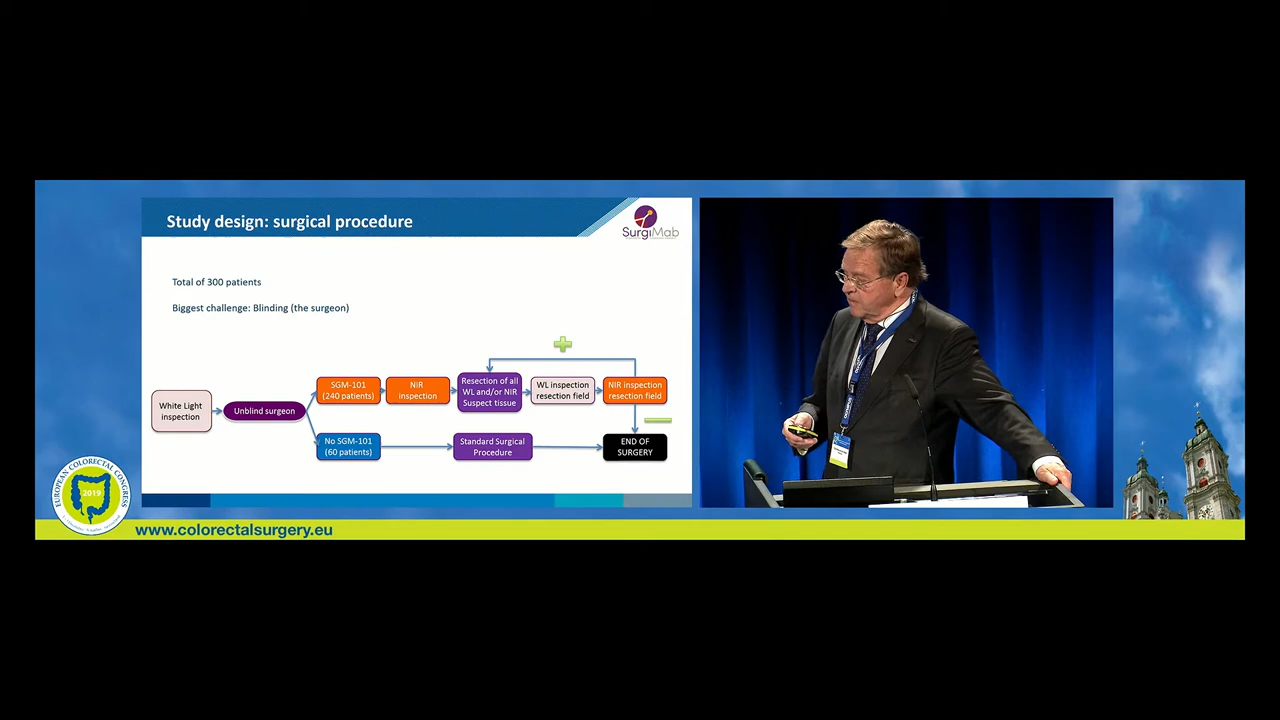 Study design: surgical procedure
SurgiMab
Total of 300 patients
Biggest challenge: Blinding (the surgeon)
White Light
inspection
Unblind surgeon
SGM-101
(240 patients)
NIR
inspection
Resection of all
WL and/or NIR
Suspect tissue
WL inspection
resection field
NIR inspection
resection field
No SGM-101
(60 patients)
Standard Surgical
Procedure
END OF
SURGERY
EUROPEAN COLORECTAL CONGRESS
2019
www.colorectalsurgery.eu